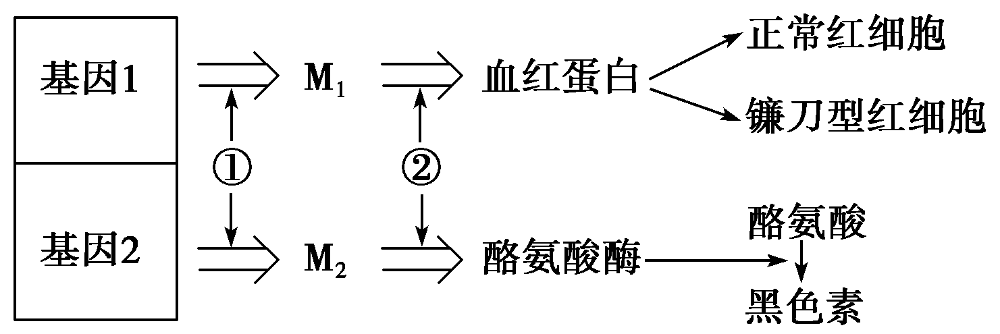 基因1
M₁
血红蛋白
正常红细胞
镰刀型红细胞
①
②
基因2
M₂
酪氨酸酶
酪氨酸
黑色素